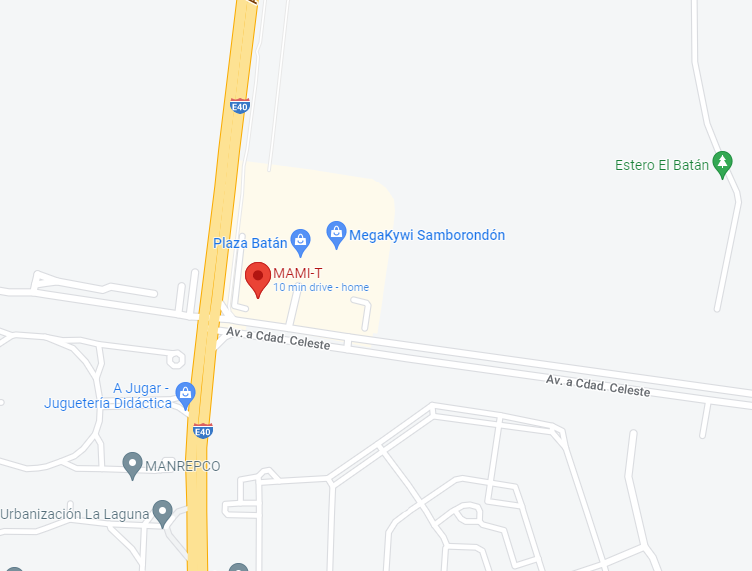 E40
Estero El Batán
MegaKywi Samborondón
Plaza Batán
MAMI-T
10 min drive - home
Av. a Cdad. Celeste
Av. a Cdad. Celeste
A Jugar -
Juguetería Didáctica
E40
MANREPCO
Urbanización La Laguna